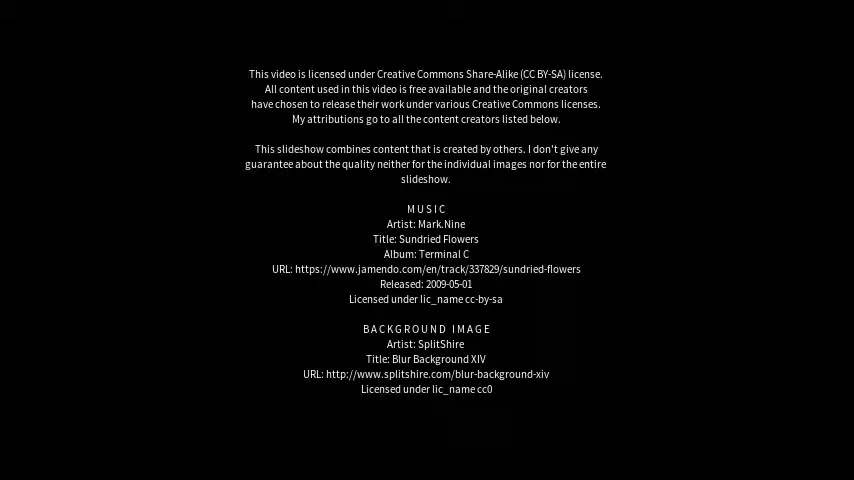 This video is licensed under Creative Commons Share-Alike (CC BY-SA) license.
All content used in this video is free available and the original creators
have chosen to release their work under various Creative Commons licenses.
My attributions go to all the content creators listed below.
This slideshow combines content that is created by others. I don't give any
guarantee about the quality neither for the individual images nor for the entire
slideshow.
MUSIC
Artist: Mark.Nine
Title: Sundried Flowers
Album: Terminal C
URL: https://www.jamendo.com/en/track/337829/sundried-flowers
Released: 2009-05-01
Licensed under lic_name cc-by-sa
BACKGROUND IMAGE
Artist: SplitShire
Title: Blur Background XIV
URL: http://www.splitshire.com/blur-background-xiv
Licensed under lic_name cc0